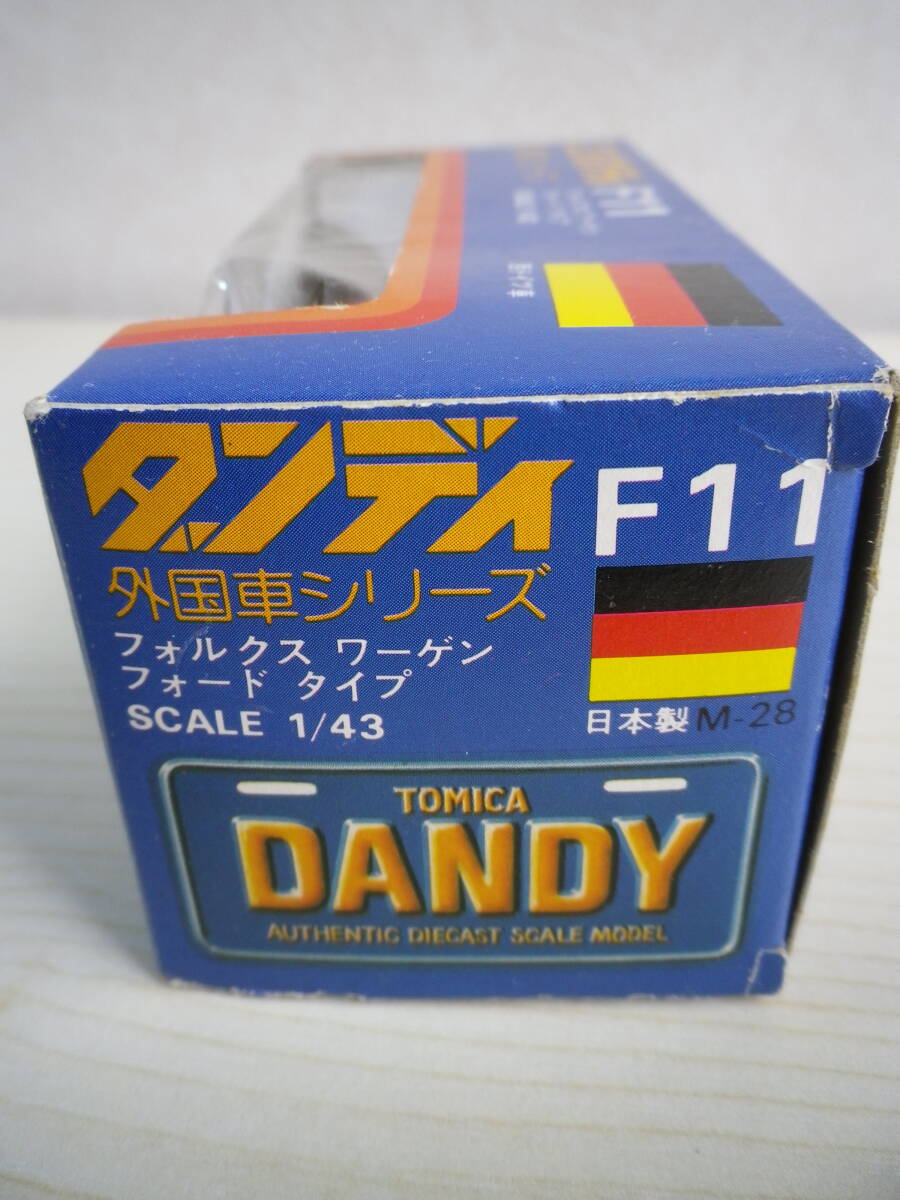 F11
ダンディ
外国車シリーズ
F11
フォルクス ワーゲン
フォード タイプ
SCALE 1/43
日本製 M-28
TOMICA
DANDY
AUTHENTIC DIECAST SCALE MODEL